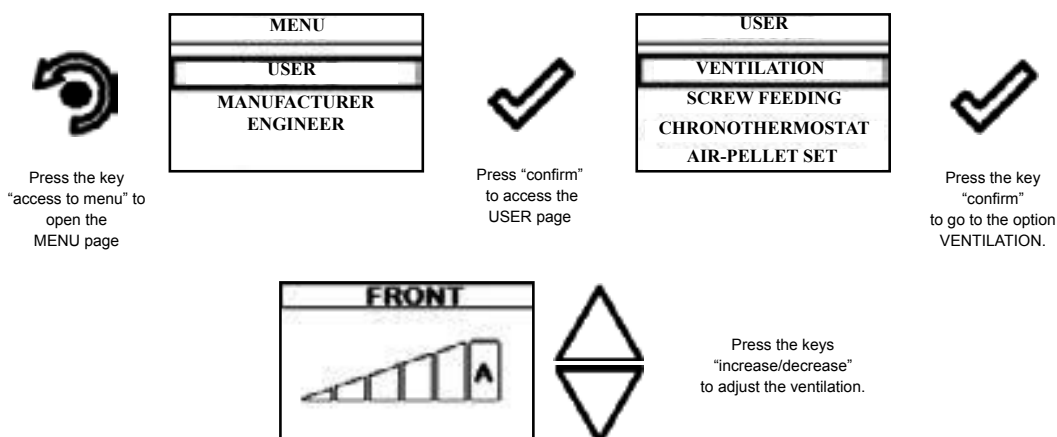 MENU
USER
MANUFACTURER
ENGINEER
Press the key
“access to menu” to
open the
MENU page
Press “confirm”
to access the
USER page
USER
VENTILATION
SCREW FEEDING
CHRONOTHERMOSTAT
AIR-PELLET SET
Press the key
“confirm”
to go to the option
VENTILATION.
FRONT
A
Press the keys
“increase/decrease”
to adjust the ventilation.